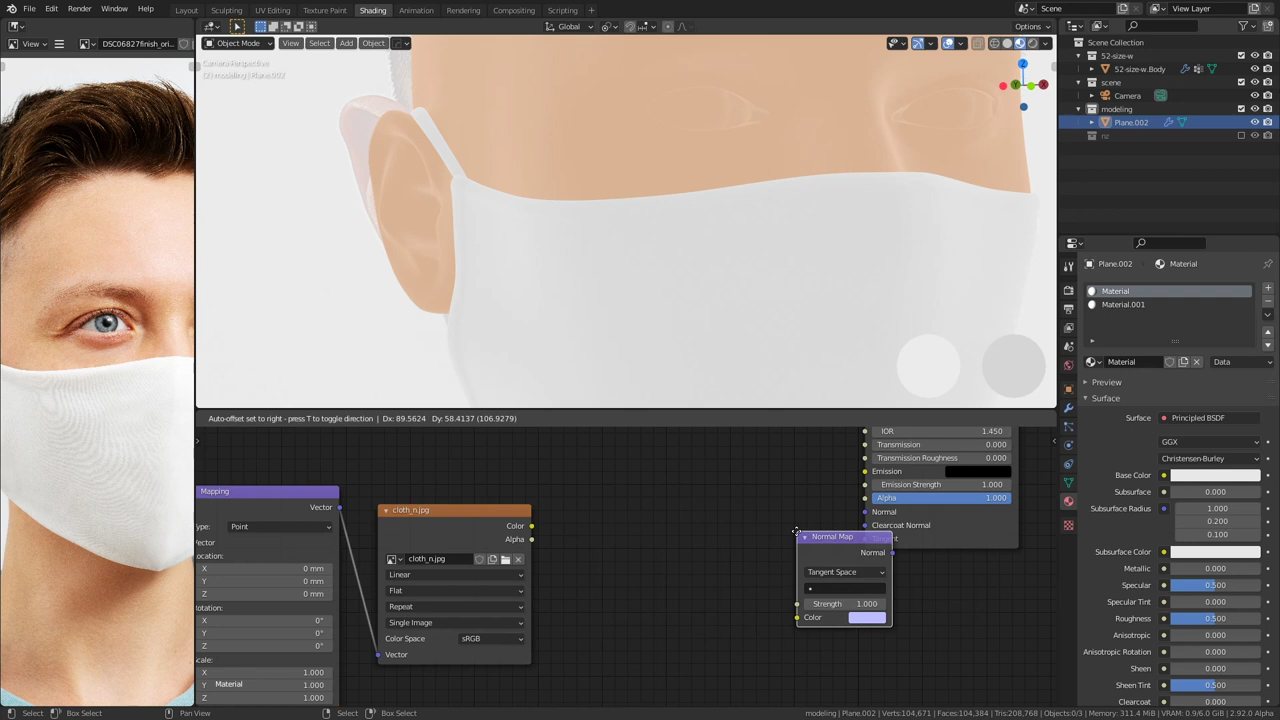 File Edit Render Window Help
Layout Sculpting UV Editing Texture Paint Shading Animation Rendering Compositing Scripting
Scene View Layer
Global Options
View DSC06827finish_ori...
Object Mode View Select Add Object
Camera Perspective
(2) modeling | Plane.002
Z
Y X
Scene Collection
52-size-w
52-size-w.Body
scene
Camera
modeling
Plane.002
nz
Auto-offset set to right - press T to toggle direction | Dx: 89.5624 Dy: 58.4137 (106.9279)
Mapping
Vector
Type: Point
Vector
Location:
X 0 mm
Y 0 mm
Z 0 mm
Rotation:
X 0°
Y 0°
Z 0°
Scale:
X 1.000
Y 1.000
Z 1.000
Material
cloth_n.jpg
Color
Alpha
cloth_n.jpg
Linear
Flat
Repeat
Single Image
Color Space sRGB
Vector
IOR 1.450
Transmission 0.000
Transmission Roughness 0.000
Emission
Emission Strength 1.000
Alpha 1.000
Normal
Clearcoat Normal
Tangent
Normal Map
Normal
Tangent Space
Strength 1.000
Color
Plane.002 Material
Material
Material.001
Material Data
Preview
Surface
Surface Principled BSDF
GGX
Christensen-Burley
Base Color
Subsurface 0.000
Subsurface Radius 1.000
0.200
0.100
Subsurface Color
Metallic 0.000
Specular 0.500
Specular Tint 0.000
Roughness 0.500
Anisotropic 0.000
Anisotropic Rotation 0.000
Sheen 0.000
Sheen Tint 0.500
Clearcoat 0.000
Select Box Select Pan View Select Box Select
modeling | Plane.002 | Verts:104,671 | Faces:104,384 | Tris:208,768 | Objects:0/3 | Memory: 311.4 MiB | VRAM: 0.9/6.0 GiB | 2.92.0 Alpha